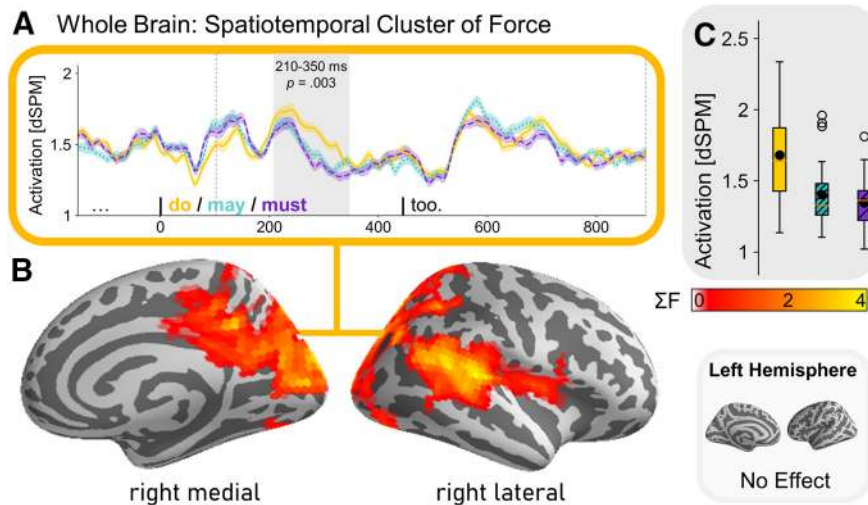 A Whole Brain: Spatiotemporal Cluster of Force
Activation [dSPM]
2
1.5
1
210-350 ms
p = .003
... | do / may / must | too.
0 200 400 600 800
B
right medial
right lateral
C
Activation [dSPM]
2.5
2
1.5
1
ΣF 0 2 4
Left Hemisphere
No Effect